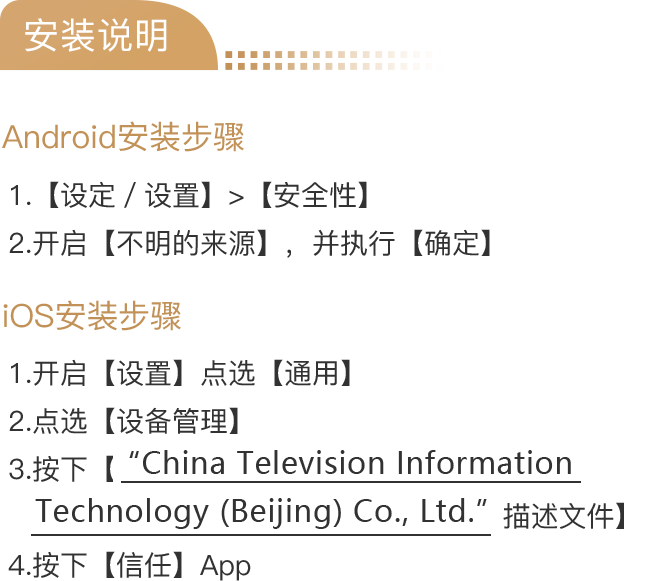 安装说明
Android安装步骤
1.【设定 / 设置】>【安全性】
2.开启【不明的来源】，并执行【确定】
iOS安装步骤
1.开启【设置】点选【通用】
2.点选【设备管理】
3.按下【 “China Television Information
Technology (Beijing) Co., Ltd.” 描述文件】
4.按下【信任】App